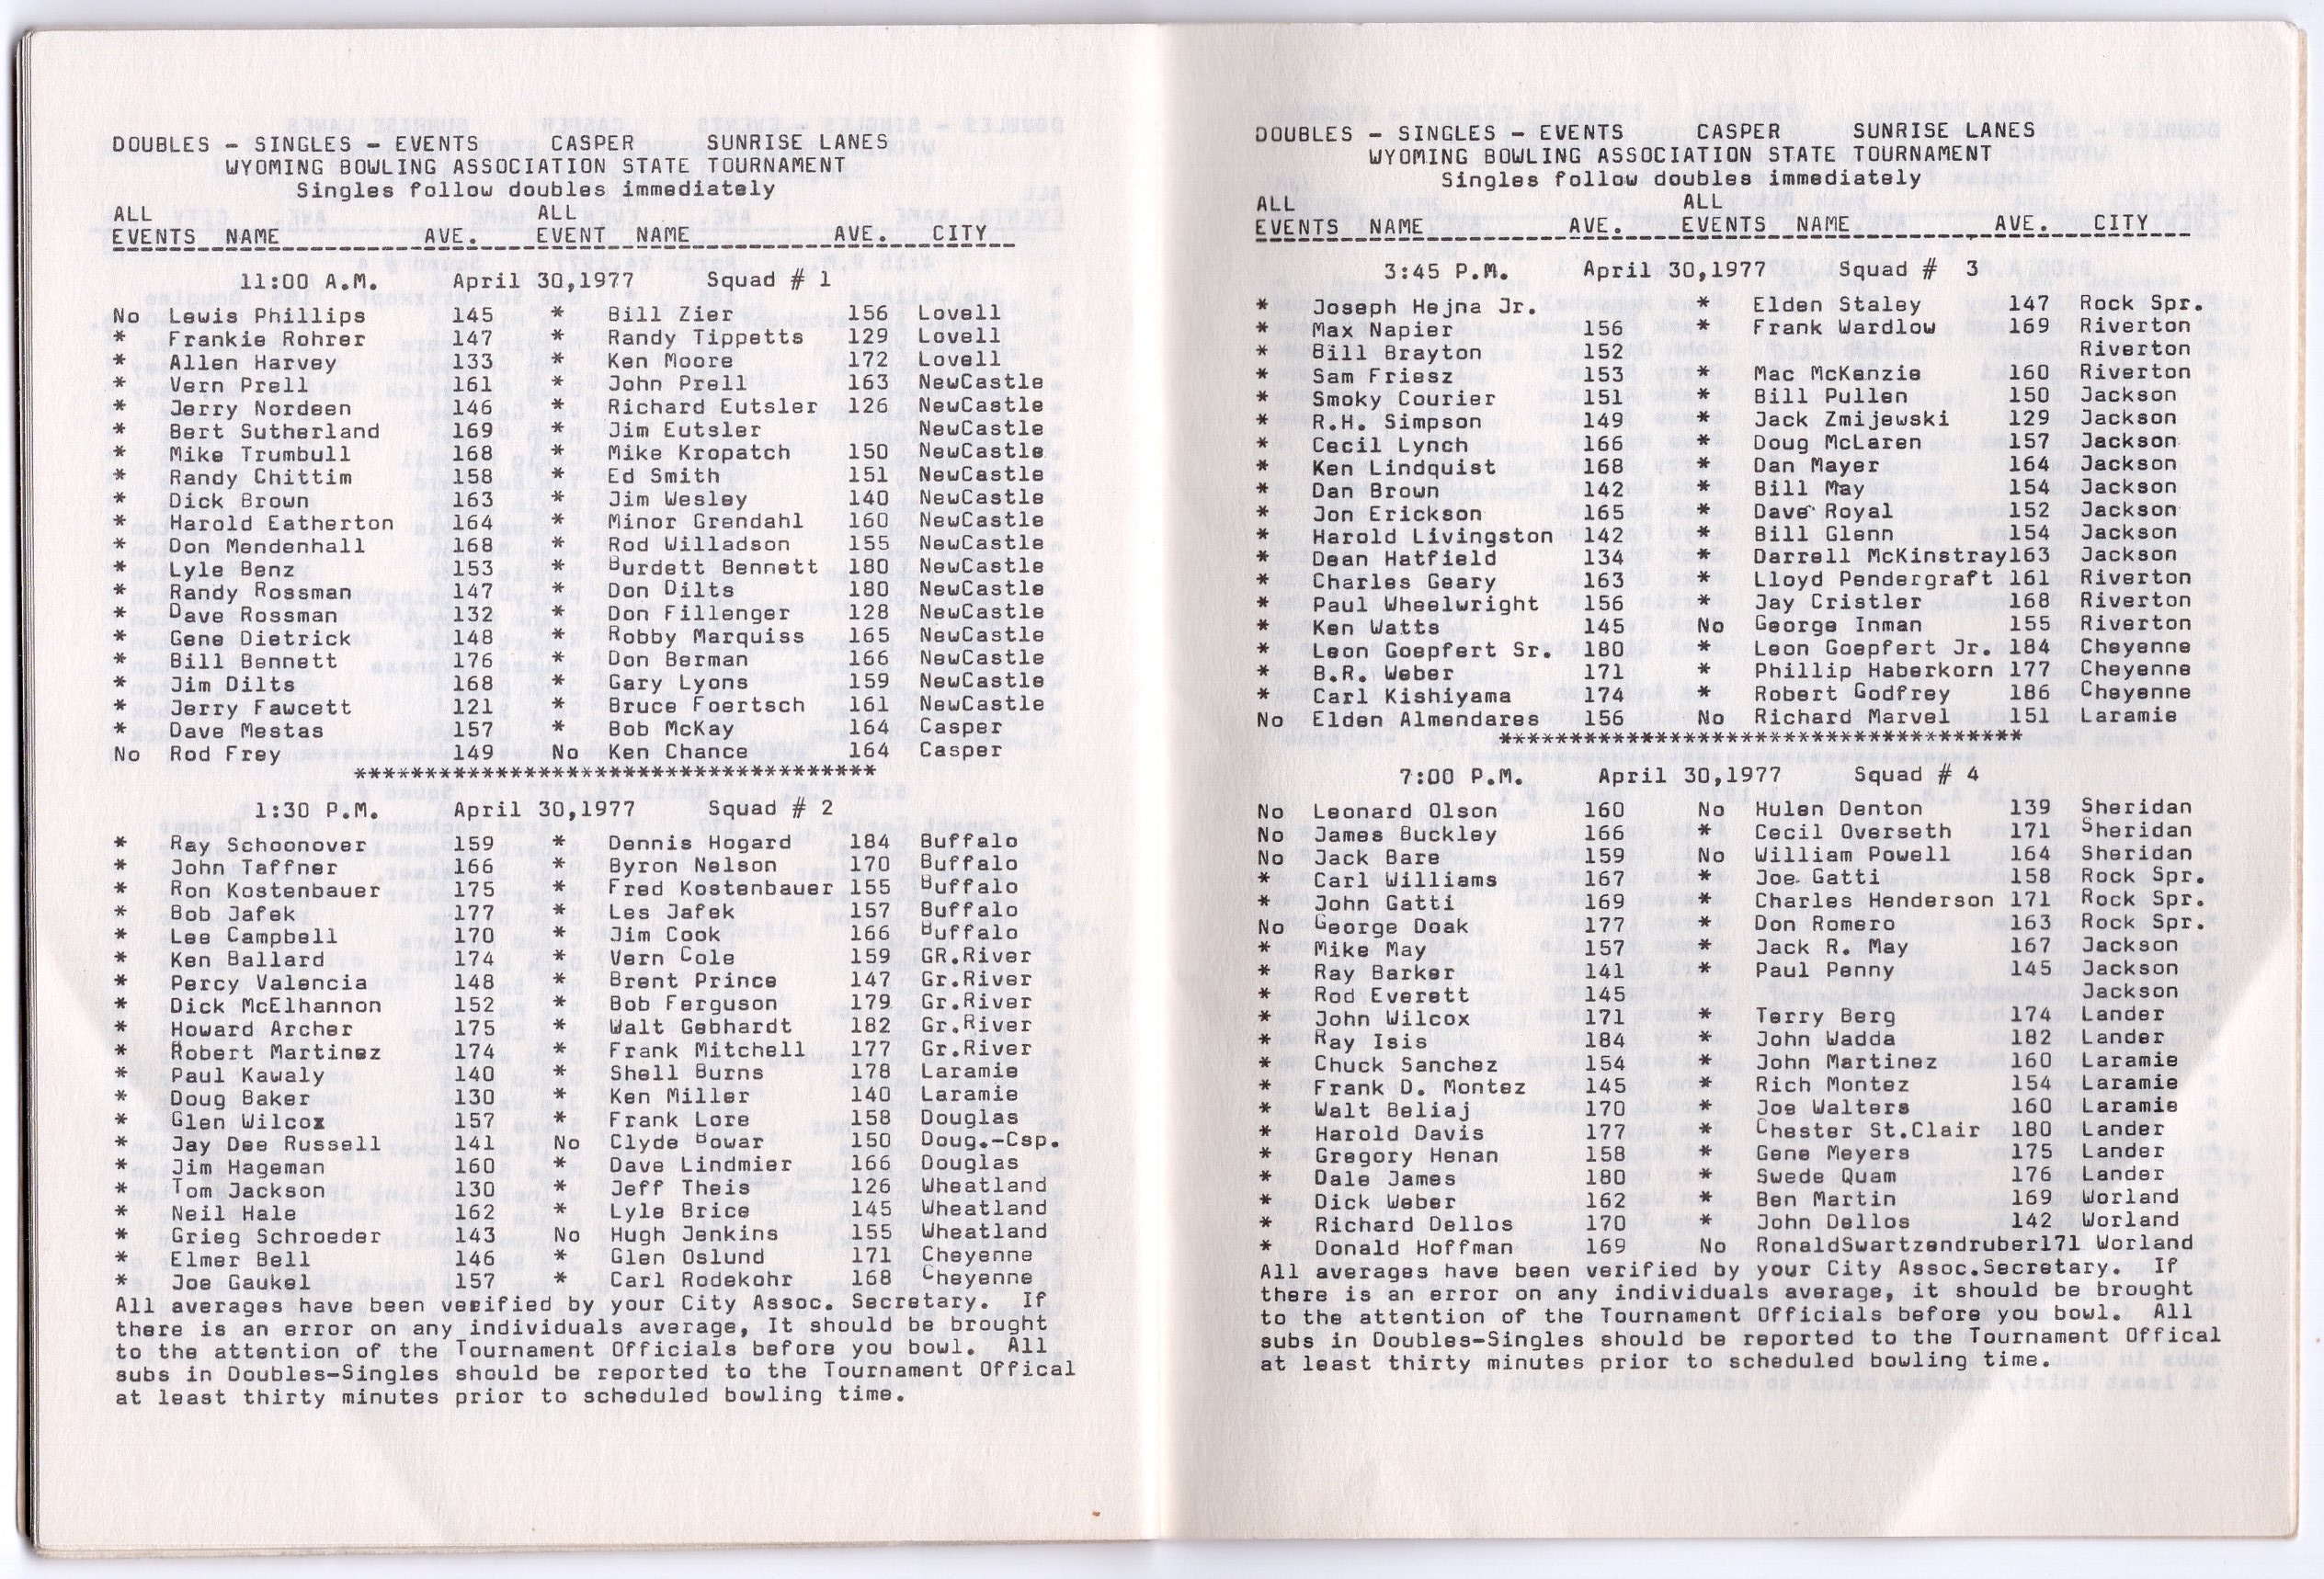 DOUBLES - SINGLES - EVENTS CASPER SUNRISE LANES
WYOMING BOWLING ASSOCIATION STATE TOURNAMENT
Singles follow doubles immediately
ALL ALL
EVENTS NAME AVE. EVENT NAME AVE. CITY
11:00 A.M. April 30,1977 Squad # 1
No Lewis Phillips 145 * Bill Zier 156 Lovell
* Frankie Rohrer 147 * Randy Tippetts 129 Lovell
* Allen Harvey 133 * Ken Moore 172 Lovell
* Vern Prell 161 * John Prell 163 NewCastle
* Jerry Nordeen 146 * Richard Eutsler 126 NewCastle
* Bert Sutherland 169 * Jim Eutsler NewCastle
* Mike Trumbull 168 * Mike Kropatch 150 NewCastle
* Randy Chittim 158 * Ed Smith 151 NewCastle
* Dick Brown 163 * Jim Wesley 140 NewCastle
* Harold Eatherton 164 * Minor Grendahl 160 NewCastle
* Don Mendenhall 168 * Rod Willadson 155 NewCastle
* Lyle Benz 153 * Burdett Bennett 180 NewCastle
* Randy Rossman 147 * Don Dilts 180 NewCastle
* Dave Rossman 132 * Don Fillenger 128 NewCastle
* Gene Dietrick 148 * Robby Marquiss 165 NewCastle
* Bill Bennett 176 * Don Berman 166 NewCastle
* Jim Dilts 168 * Gary Lyons 159 NewCastle
* Jerry Fawcett 121 * Bruce Foertsch 161 NewCastle
* Dave Mestas 157 * Bob McKay 164 Casper
No Rod Frey 149 No Ken Chance 164 Casper
*************************************
1:30 P.M. April 30,1977 Squad # 2
* Ray Schoonover 159 * Dennis Hogard 184 Buffalo
* John Taffner 166 * Byron Nelson 170 Buffalo
* Ron Kostenbauer 175 * Fred Kostenbauer 155 Buffalo
* Bob Jafek 177 * Les Jafek 157 Buffalo
* Lee Campbell 170 * Jim Cook 166 Buffalo
* Ken Ballard 174 * Vern Cole 159 GR.River
* Percy Valencia 148 * Brent Prince 147 Gr.River
* Dick McElhannon 152 * Bob Ferguson 179 Gr.River
* Howard Archer 175 * Walt Gebhardt 182 Gr.River
* Robert Martinez 174 * Frank Mitchell 177 Gr.River
* Paul Kawaly 140 * Shell Burns 178 Laramie
* Doug Baker 130 * Ken Miller 140 Laramie
* Glen Wilcox 157 * Frank Lore 158 Douglas
* Jay Dee Russell 141 No Clyde Bowar 150 Doug.-Csp.
* Jim Hageman 160 * Dave Lindmier 166 Douglas
* Tom Jackson 130 * Jeff Theis 126 Wheatland
* Neil Hale 162 * Lyle Brice 145 Wheatland
* Grieg Schroeder 143 No Hugh Jenkins 155 Wheatland
* Elmer Bell 146 * Glen Oslund 171 Cheyenne
* Joe Gaukel 157 * Carl Rodekohr 168 Cheyenne
All averages have been verified by your City Assoc. Secretary. If
there is an error on any individuals average, It should be brought
to the attention of the Tournament Officials before you bowl. All
subs in Doubles-Singles should be reported to the Tournament Offical
at least thirty minutes prior to scheduled bowling time.
DOUBLES - SINGLES - EVENTS CASPER SUNRISE LANES
WYOMING BOWLING ASSOCIATION STATE TOURNAMENT
Singles follow doubles immediately
ALL ALL
EVENTS NAME AVE. EVENTS NAME AVE. CITY
3:45 P.M. April 30,1977 Squad # 3
* Joseph Hejna Jr. * Elden Staley 147 Rock Spr.
* Max Napier 156 * Frank Wardlow 169 Riverton
* Bill Brayton 152 Riverton
* Sam Friesz 153 * Mac McKenzie 160 Riverton
* Smoky Courier 151 * Bill Pullen 150 Jackson
* R.H. Simpson 149 * Jack Zmijewski 129 Jackson
* Cecil Lynch 166 * Doug McLaren 157 Jackson
* Ken Lindquist 168 * Dan Mayer 164 Jackson
* Dan Brown 142 * Bill May 154 Jackson
* Jon Erickson 165 * Dave Royal 152 Jackson
* Harold Livingston 142 * Bill Glenn 154 Jackson
* Dean Hatfield 134 * Darrell McKinstray163 Jackson
* Charles Geary 163 * Lloyd Pendergraft 161 Riverton
* Paul Wheelwright 156 * Jay Cristler 168 Riverton
* Ken Watts 145 No George Inman 155 Riverton
* Leon Goepfert Sr. 180 * Leon Goepfert Jr. 184 Cheyenne
* B.R. Weber 171 * Phillip Haberkorn 177 Cheyenne
* Carl Kishiyama 174 * Robert Godfrey 186 Cheyenne
No Elden Almendares 156 No Richard Marvel 151 Laramie
*************************************
7:00 P.M. April 30,1977 Squad # 4
No Leonard Olson 160 No Hulen Denton 139 Sheridan
No James Buckley 166 * Cecil Overseth 171 Sheridan
No Jack Bare 159 No William Powell 164 Sheridan
* Carl Williams 167 * Joe Gatti 158 Rock Spr.
* John Gatti 169 * Charles Henderson 171 Rock Spr.
No George Doak 177 * Don Romero 163 Rock Spr.
* Mike May 157 * Jack R. May 167 Jackson
* Ray Barker 141 * Paul Penny 145 Jackson
* Rod Everett 145 Jackson
* John Wilcox 171 * Terry Berg 174 Lander
* Ray Isis 184 * John Wadda 182 Lander
* Chuck Sanchez 154 * John Martinez 160 Laramie
* Frank D. Montez 145 * Rich Montez 154 Laramie
* Walt Beliaj 170 * Joe Walters 160 Laramie
* Harold Davis 177 * Chester St.Clair 180 Lander
* Gregory Henan 158 * Gene Meyers 175 Lander
* Dale James 180 * Swede Quam 176 Lander
* Dick Weber 162 * Ben Martin 169 Worland
* Richard Dellos 170 * John Dellos 142 Worland
* Donald Hoffman 169 No RonaldSwartzendruber171 Worland
All averages have been verified by your City Assoc.Secretary. If
there is an error on any individuals average, it should be brought
to the attention of the Tournament Officials before you bowl. All
subs in Doubles-Singles should be reported to the Tournament Offical
at least thirty minutes prior to scheduled bowling time.